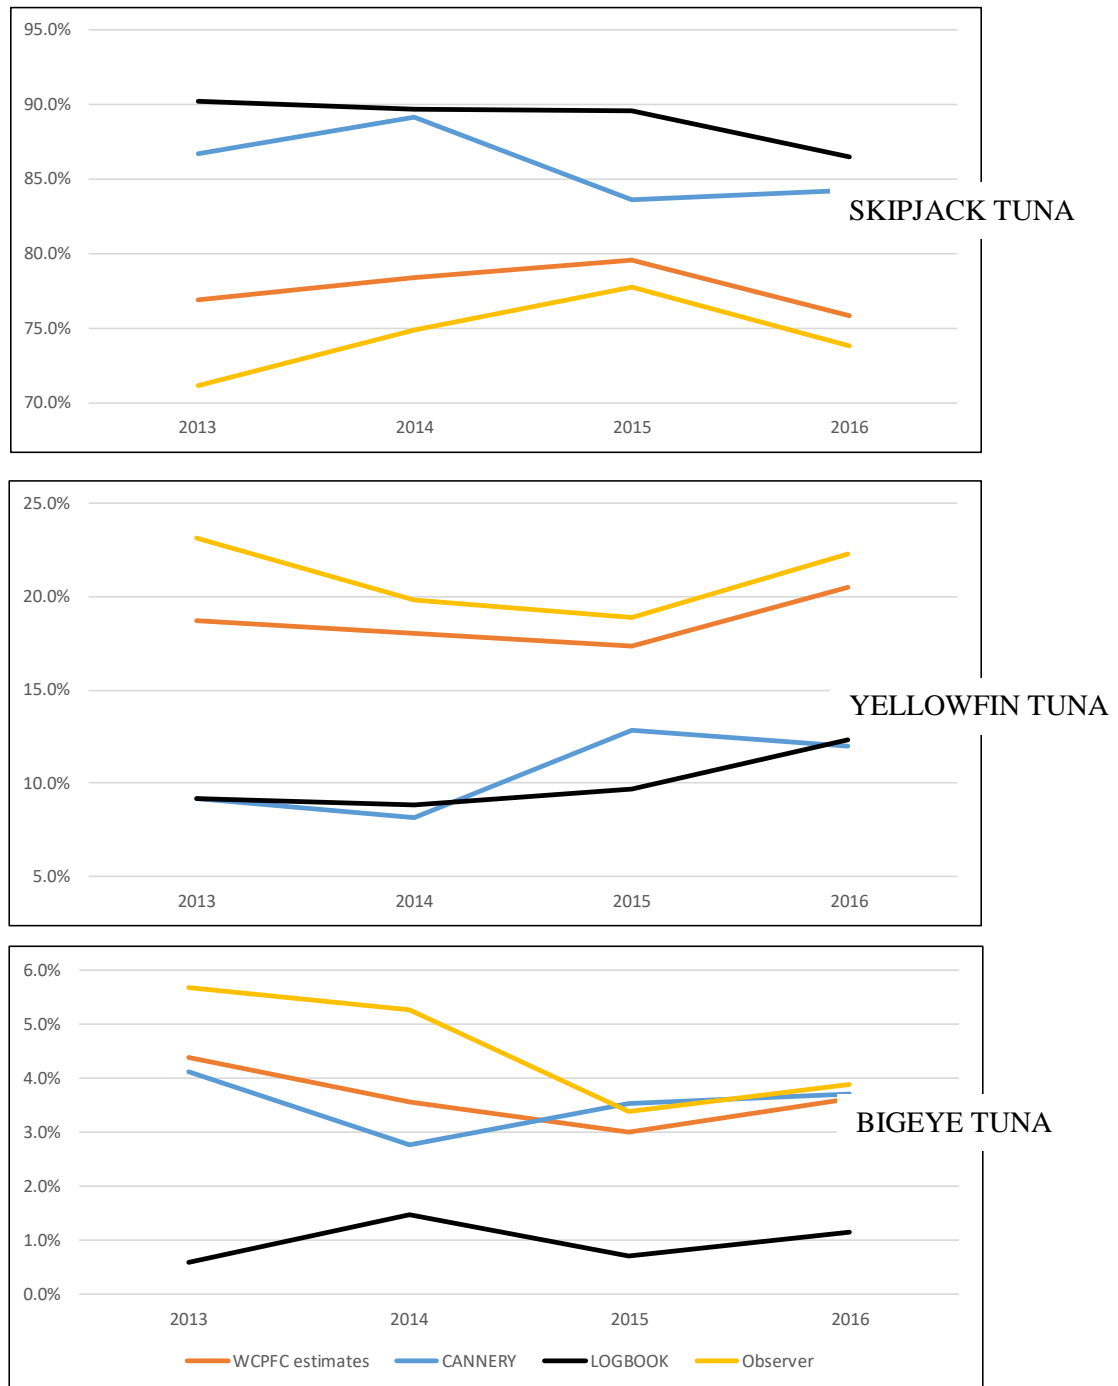 95.0%
90.0%
85.0%
SKIPJACK TUNA
80.0%
75.0%
70.0%
2013 2014 2015 2016
25.0%
20.0%
15.0%
YELLOWFIN TUNA
10.0%
5.0%
2013 2014 2015 2016
6.0%
5.0%
4.0%
3.0%
BIGEYE TUNA
2.0%
1.0%
0.0%
2013 2014 2015 2016
WCPFC estimates CANNERY LOGBOOK Observer